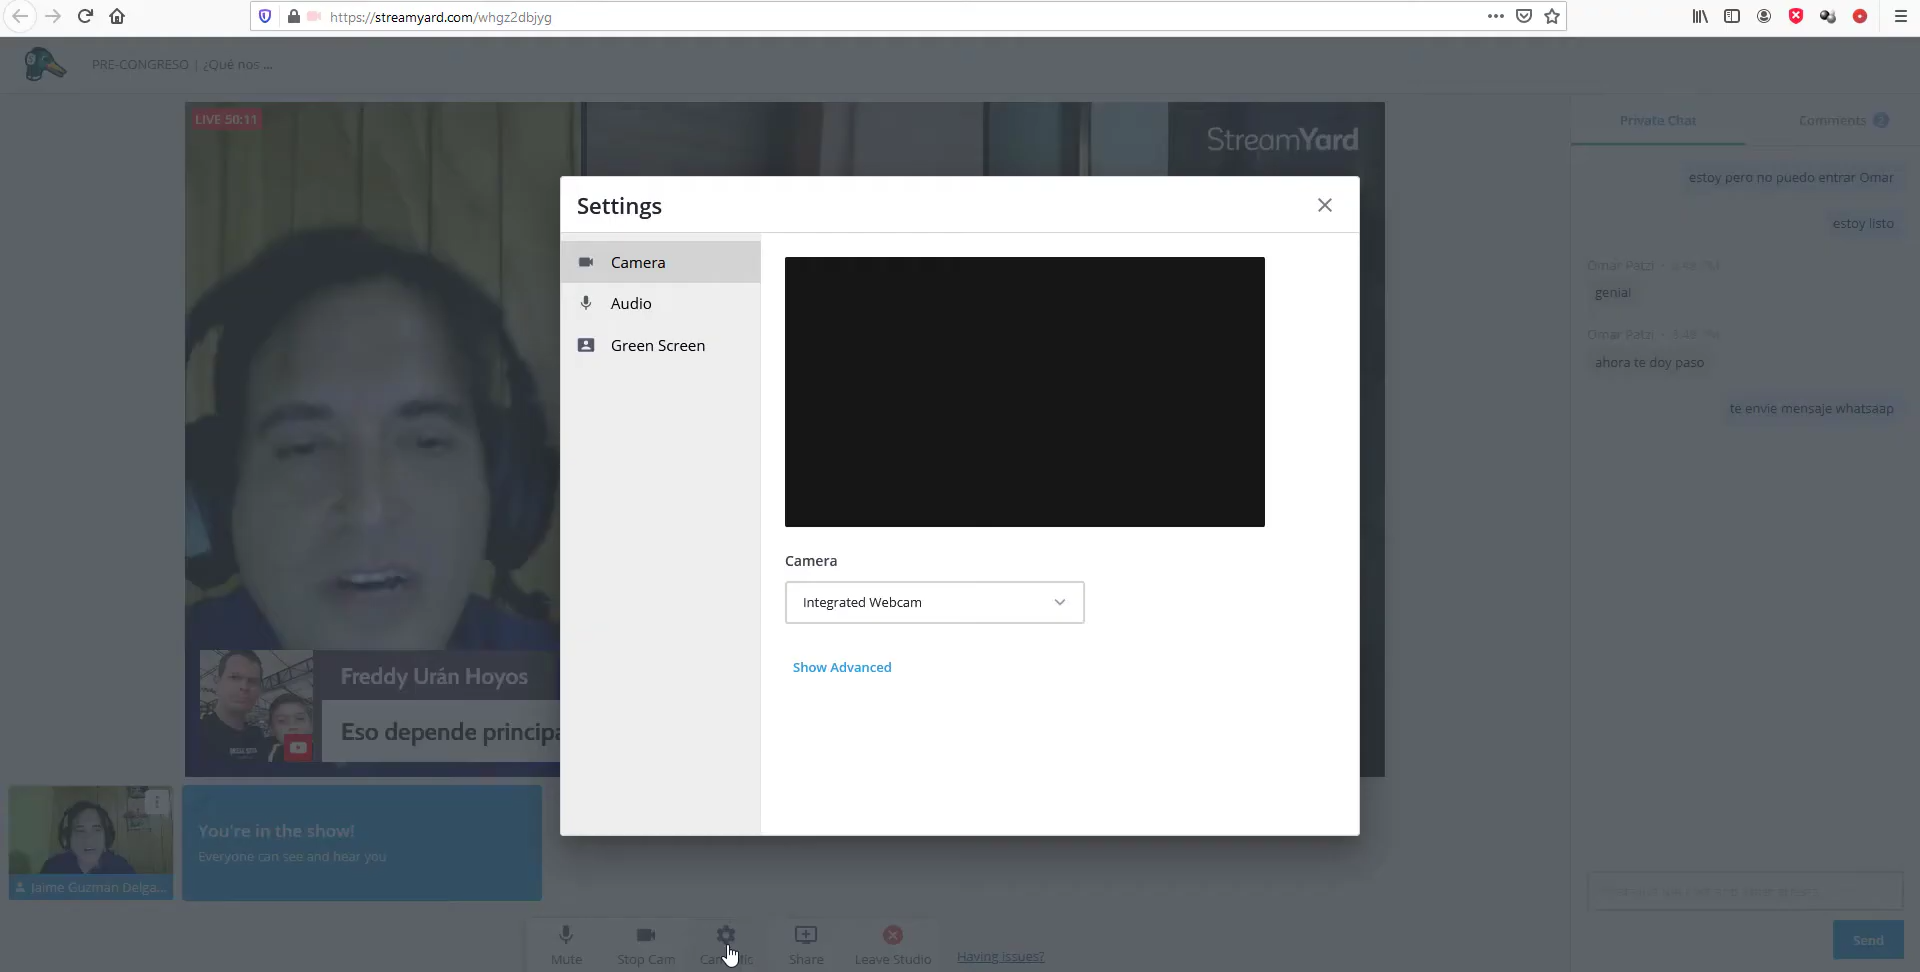 https://streamyard.com/whgz2dbjyg
PRE-CONGRESO | ¿Qué nos ...
LIVE 50:11
StreamYard
Settings
Camera
Audio
Green Screen
Camera
Integrated Webcam
Show Advanced
Freddy Urán Hoyos
Eso depende principa
You're in the show!
Everyone can see and hear you
Jaime Guzman Delga...
Mute
Stop Cam
Share
Leave Studio
Having issues?
Private Chat
Comments 2
estoy pero no puedo entrar Omar
estoy listo
Omar Patzi
genial
Omar Patzi
ahora te doy paso
te envie mensaje whatsaap
Send